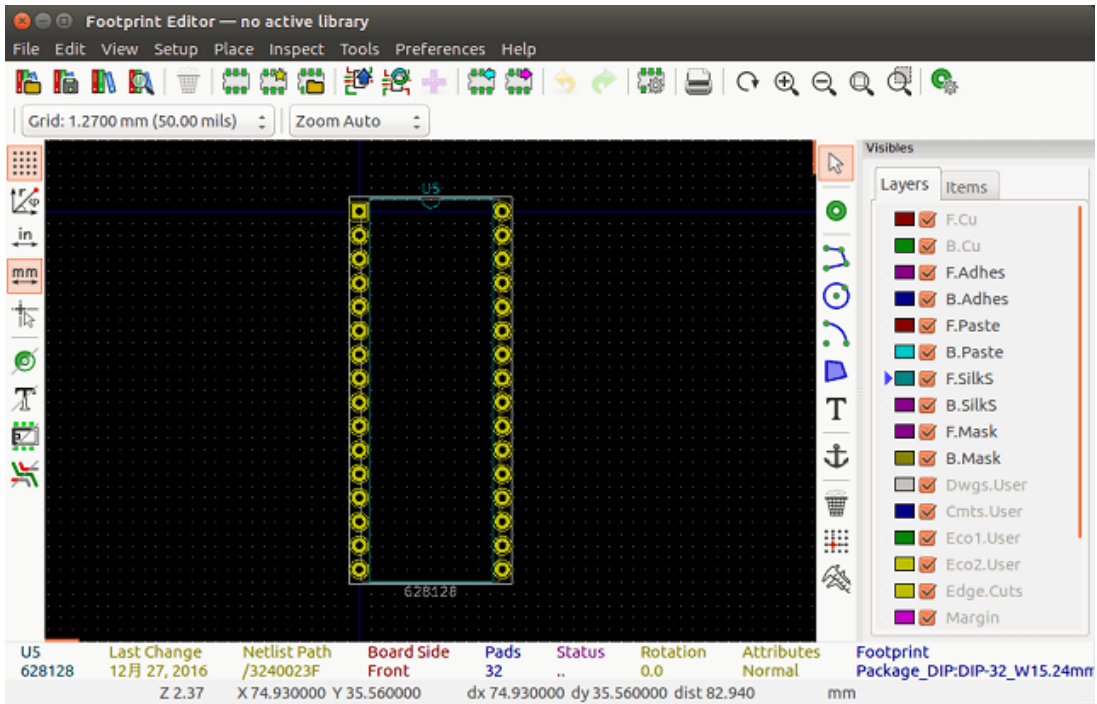 Footprint Editor — no active library
File Edit View Setup Place Inspect Tools Preferences Help
Grid: 1.2700 mm (50.00 mils)
Zoom Auto
in
mm
U5
628128
T
Visibles
Layers Items
F.Cu
B.Cu
F.Adhes
B.Adhes
F.Paste
B.Paste
F.SilkS
B.SilkS
F.Mask
B.Mask
Dwgs.User
Cmts.User
Eco1.User
Eco2.User
Edge.Cuts
Margin
U5 Last Change Netlist Path Board Side Pads Status Rotation Attributes Footprint
628128 12月 27, 2016 /3240023F Front 32 .. 0.0 Normal Package_DIP:DIP-32_W15.24mm
Z 2.37 X 74.930000 Y 35.560000 dx 74.930000 dy 35.560000 dist 82.940 mm